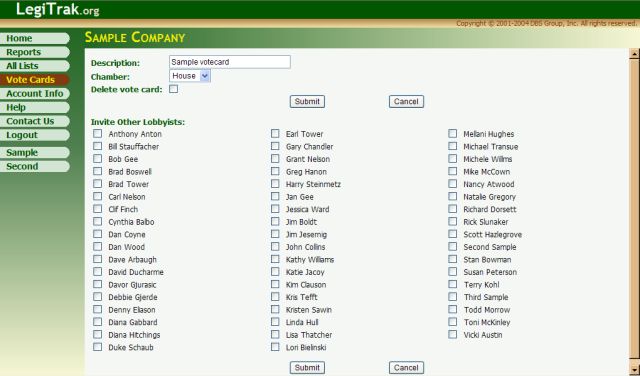 LegiTrak.org
Copyright © 2001-2004 DBS Group, Inc. All rights reserved.
Home
Reports
All Lists
Vote Cards
Account Info
Help
Contact Us
Logout
Sample
Second
SAMPLE COMPANY
Description: Sample votecard
Chamber: House
Delete vote card:
Submit Cancel
Invite Other Lobbyists:
Anthony Anton Earl Tower Mellani Hughes
Bill Stauffacher Gary Chandler Michael Transue
Bob Gee Grant Nelson Michele Willms
Brad Boswell Greg Hanon Mike McCown
Brad Tower Harry Steinmetz Nancy Atwood
Carl Nelson Jan Gee Natalie Gregory
Clif Finch Jessica Ward Richard Dorsett
Cynthia Balbo Jim Boldt Rick Slunaker
Dan Coyne Jim Jesernig Scott Hazlegrove
Dan Wood John Collins Second Sample
Dave Arbaugh Kathy Williams Stan Bowman
David Ducharme Katie Jacoy Susan Peterson
Davor Gjurasic Kim Clauson Terry Kohl
Debbie Gjerde Kris Tefft Third Sample
Denny Eliason Kristen Sawin Todd Morrow
Diana Gabbard Linda Hull Toni McKinley
Diana Hitchings Lisa Thatcher Vicki Austin
Duke Schaub Lori Bielinski
Submit Cancel